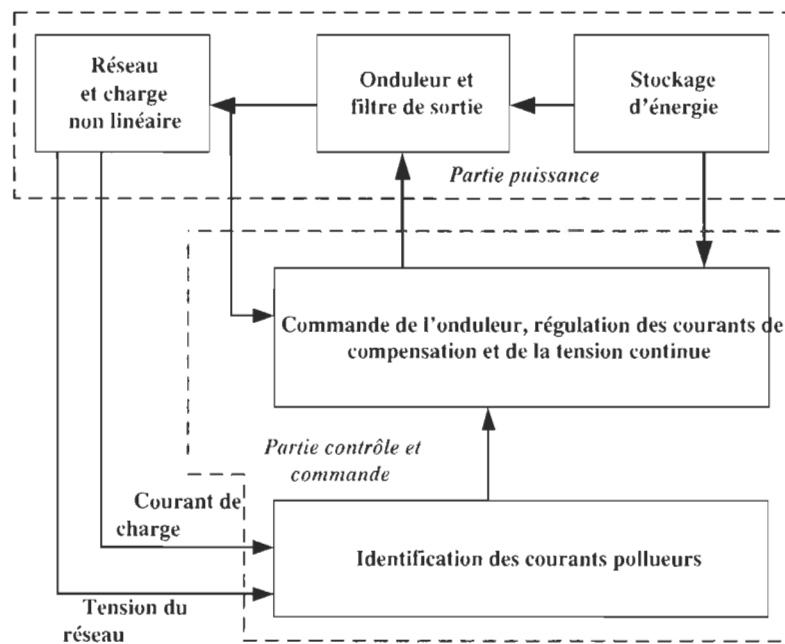 Réseau
et charge
non linéaire
Onduleur et
filtre de sortie
Stockage
d'énergie
Partie puissance
Commande de l'onduleur, régulation des courants de
compensation et de la tension continue
Partie contrôle et
commande
Courant de
charge
Identification des courants pollueurs
Tension du
réseau